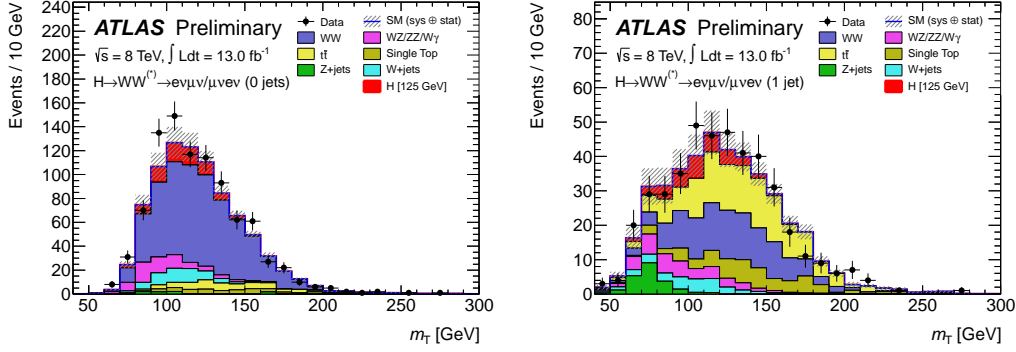 ATLAS Preliminary
√s = 8 TeV, ∫ Ldt = 13.0 fb⁻¹
H→WW(*)→eνμν/μνeν (0 jets)
Data
SM (sys ⊕ stat)
WW
WZ/ZZ/Wγ
tt̄
Single Top
Z+jets
W+jets
H [125 GeV]
Events / 10 GeV
240
220
200
180
160
140
120
100
80
60
40
20
0
50 100 150 200 250 300
m_T [GeV]
ATLAS Preliminary
√s = 8 TeV, ∫ Ldt = 13.0 fb⁻¹
H→WW(*)→eνμν/μνeν (1 jet)
Data
SM (sys ⊕ stat)
WW
WZ/ZZ/Wγ
tt̄
Single Top
Z+jets
W+jets
H [125 GeV]
Events / 10 GeV
80
70
60
50
40
30
20
10
0
50 100 150 200 250 300
m_T [GeV]